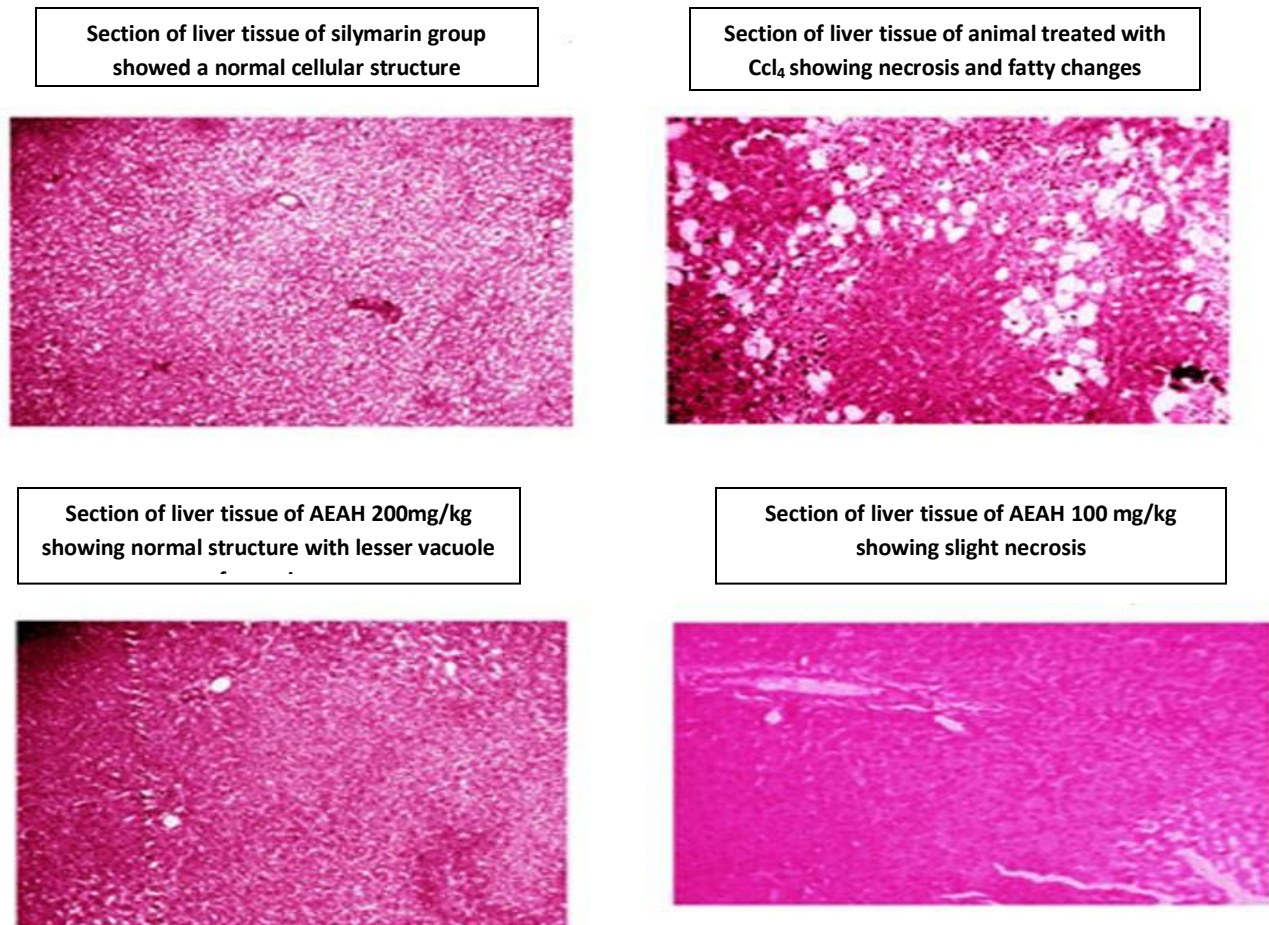 Section of liver tissue of silymarin group
showed a normal cellular structure
Section of liver tissue of animal treated with
Ccl₄ showing necrosis and fatty changes
Section of liver tissue of AEAH 200mg/kg
showing normal structure with lesser vacuole
Section of liver tissue of AEAH 100 mg/kg
showing slight necrosis